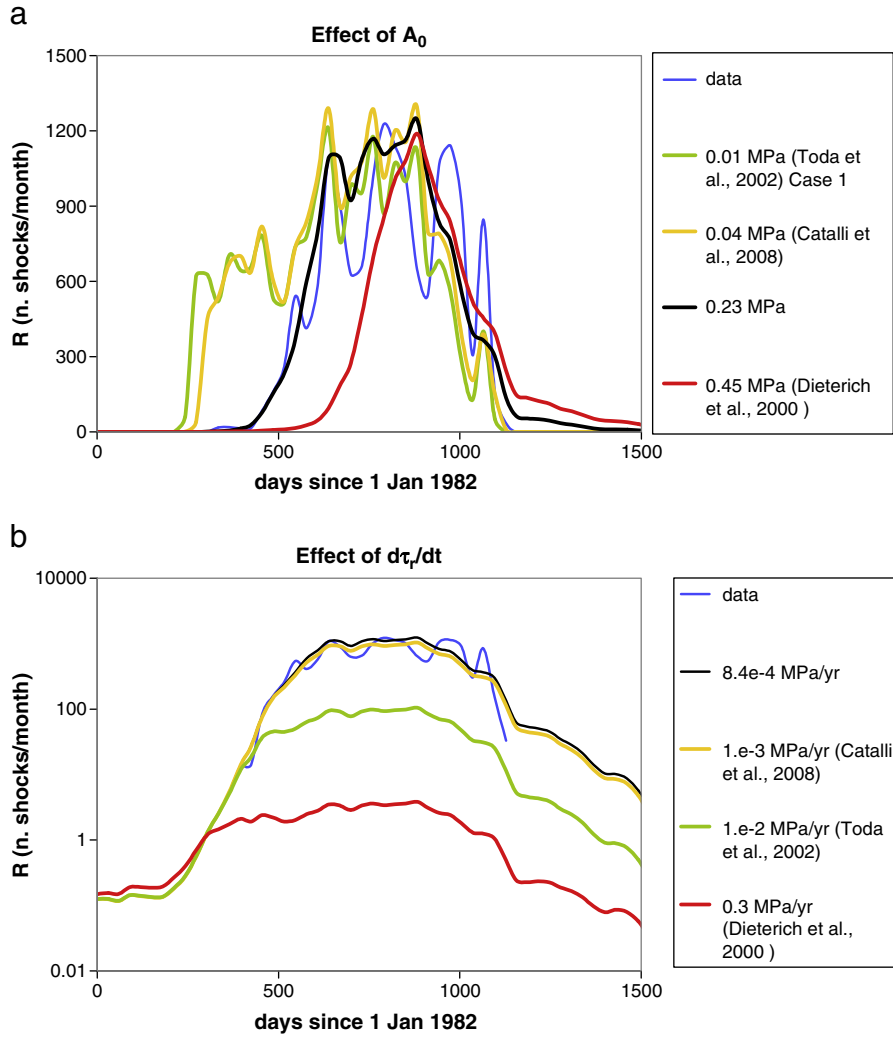 a
Effect of A0
1500
1200
900
600
300
0
R (n. shocks/month)
0
500
1000
1500
days since 1 Jan 1982
data
0.01 MPa (Toda
et al., 2002) Case 1
0.04 MPa (Catalli
et al., 2008)
0.23 MPa
0.45 MPa (Dieterich
et al., 2000 )
b
Effect of dτr/dt
10000
100
1
0.01
R (n. shocks/month)
0
500
1000
1500
days since 1 Jan 1982
data
8.4e-4 MPa/yr
1.e-3 MPa/yr (Catalli
et al., 2008)
1.e-2 MPa/yr (Toda
et al., 2002)
0.3 MPa/yr
(Dieterich et al.,
2000 )